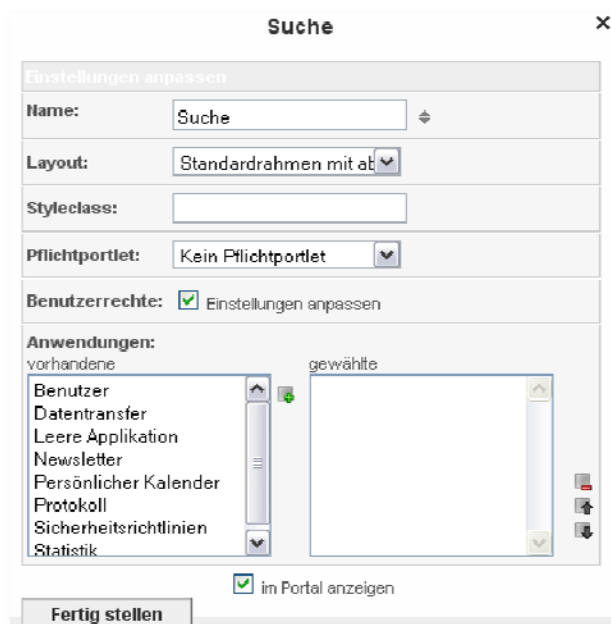 Suche
Einstellungen anpassen
Name:
Suche
Layout:
Standardrahmen mit ab
Styleclass:
Pflichtportlet:
Kein Pflichtportlet
Benutzerrechte:
Einstellungen anpassen
Anwendungen:
vorhandene
gewählte
Benutzer
Datentransfer
Leere Applikation
Newsletter
Persönlicher Kalender
Protokoll
Sicherheitsrichtlinien
Statistik
im Portal anzeigen
Fertig stellen